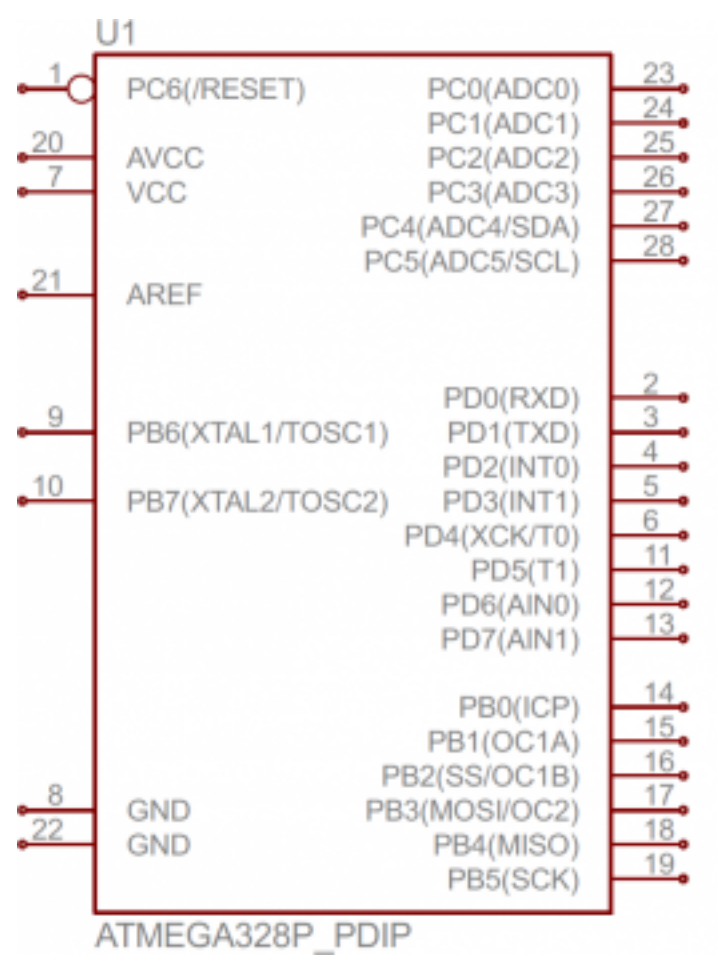 U1
1 PC6(/RESET) PC0(ADC0) 23
PC1(ADC1) 24
20 AVCC PC2(ADC2) 25
7 VCC PC3(ADC3) 26
PC4(ADC4/SDA) 27
PC5(ADC5/SCL) 28
21 AREF
PD0(RXD) 2
9 PB6(XTAL1/TOSC1) PD1(TXD) 3
PD2(INT0) 4
10 PB7(XTAL2/TOSC2) PD3(INT1) 5
PD4(XCK/T0) 6
PD5(T1) 11
PD6(AIN0) 12
PD7(AIN1) 13
PB0(ICP) 14
PB1(OC1A) 15
PB2(SS/OC1B) 16
8 GND PB3(MOSI/OC2) 17
22 GND PB4(MISO) 18
PB5(SCK) 19
ATMEGA328P_PDIP